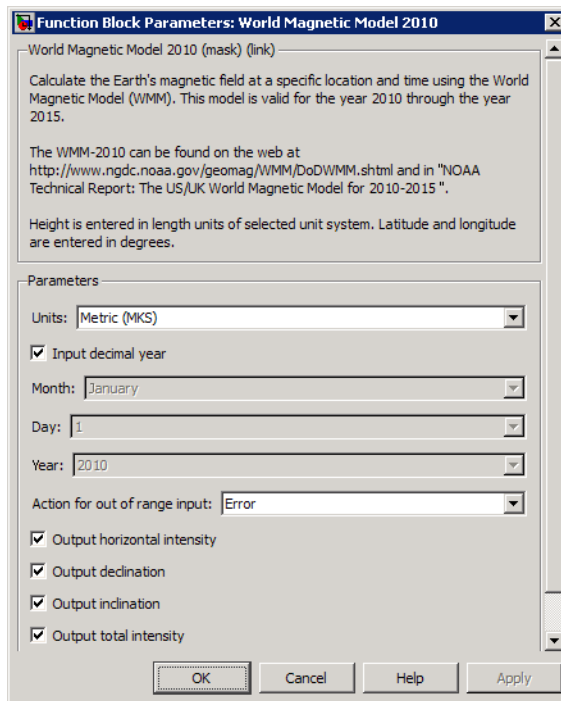 Function Block Parameters: World Magnetic Model 2010
World Magnetic Model 2010 (mask) (link)
Calculate the Earth's magnetic field at a specific location and time using the World
Magnetic Model (WMM). This model is valid for the year 2010 through the year
2015.
The WMM-2010 can be found on the web at
http://www.ngdc.noaa.gov/geomag/WMM/DoDWMM.shtml and in "NOAA
Technical Report: The US/UK World Magnetic Model for 2010-2015 ".
Height is entered in length units of selected unit system. Latitude and longitude
are entered in degrees.
Parameters
Units: Metric (MKS)
Input decimal year
Month: January
Day: 1
Year: 2010
Action for out of range input: Error
Output horizontal intensity
Output declination
Output inclination
Output total intensity
OK Cancel Help Apply